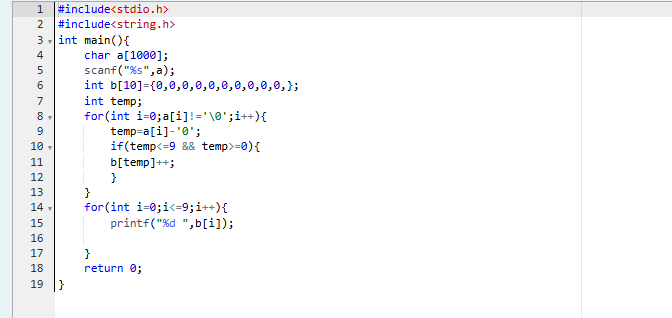 1 #include<stdio.h>
2 #include<string.h>
3 int main(){
4 char a[1000];
5 scanf("%s",a);
6 int b[10]={0,0,0,0,0,0,0,0,0,0,};
7 int temp;
8 for(int i=0;a[i]!='\0';i++){
9 temp=a[i]-'0';
10 if(temp<=9 && temp>=0){
11 b[temp]++;
12 }
13 }
14 for(int i=0;i<=9;i++){
15 printf("%d ",b[i]);
16
17 }
18 return 0;
19 }